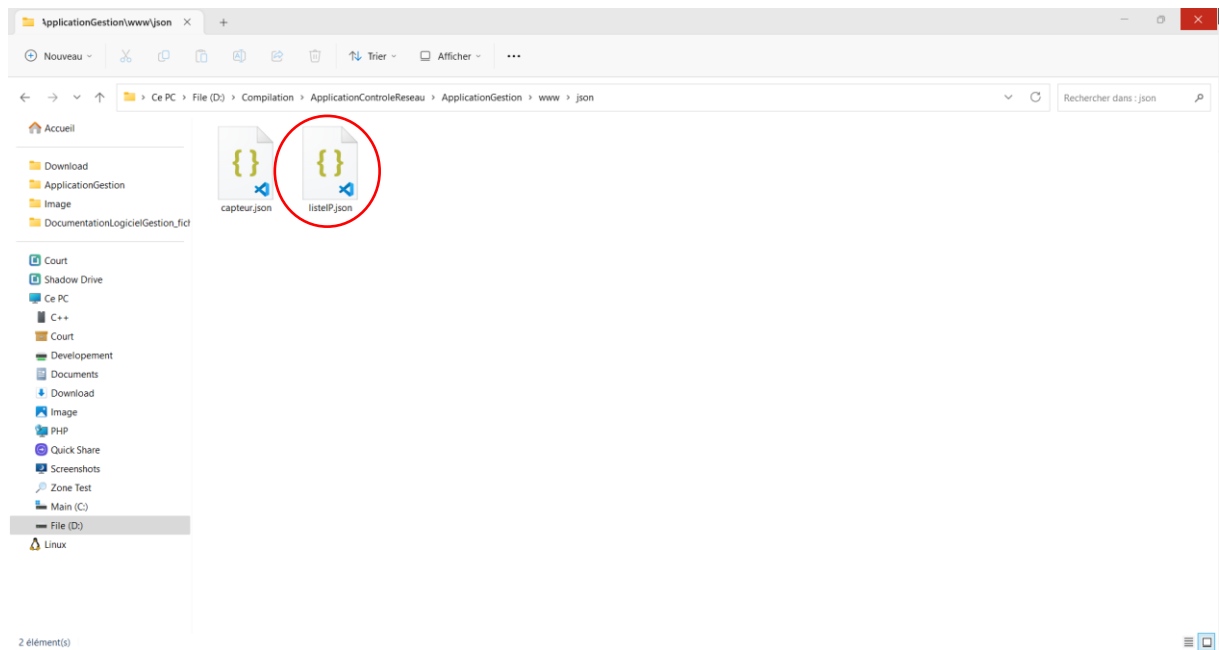 \pplicationGestion\www\json
Nouveau
Trier
Afficher
Ce PC > File (D:) > Compilation > ApplicationControleReseau > ApplicationGestion > www > json
Rechercher dans : json
Accueil
Download
ApplicationGestion
Image
DocumentationLogicielGestion_fich
Court
Shadow Drive
Ce PC
C++
Court
Developement
Documents
Download
Image
PHP
Quick Share
Screenshots
Zone Test
Main (C:)
File (D:)
Linux
capteur.json
listeIP.json
2 élément(s)